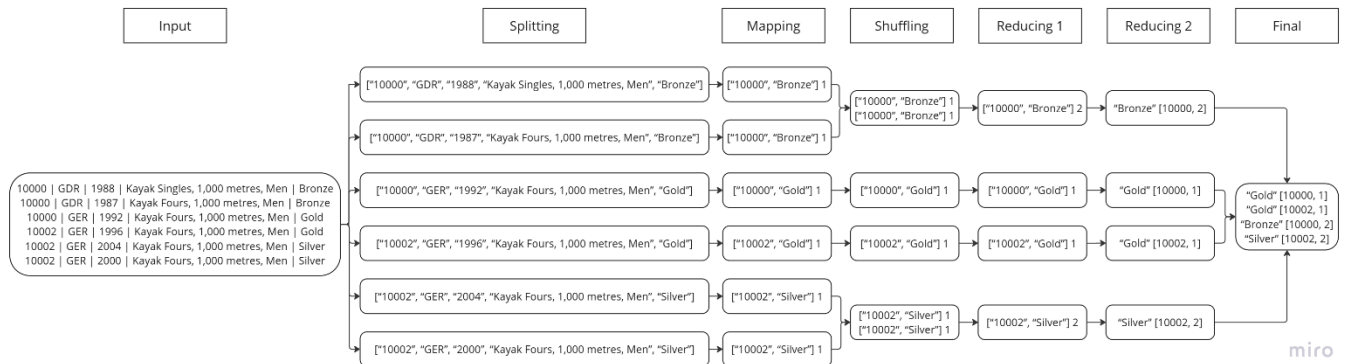 Input
Splitting
Mapping
Shuffling
Reducing 1
Reducing 2
Final
10000 | GDR | 1988 | Kayak Singles, 1,000 metres, Men | Bronze
10000 | GDR | 1987 | Kayak Fours, 1,000 metres, Men | Bronze
10000 | GER | 1992 | Kayak Fours, 1,000 metres, Men | Gold
10002 | GER | 1996 | Kayak Fours, 1,000 metres, Men | Gold
10002 | GER | 2004 | Kayak Fours, 1,000 metres, Men | Silver
10002 | GER | 2000 | Kayak Fours, 1,000 metres, Men | Silver
[“10000”, “GDR”, “1988”, “Kayak Singles, 1,000 metres, Men”, “Bronze”]
[“10000”, “GDR”, “1987”, “Kayak Fours, 1,000 metres, Men”, “Bronze”]
[“10000”, “GER”, “1992”, “Kayak Fours, 1,000 metres, Men”, “Gold”]
[“10002”, “GER”, “1996”, “Kayak Fours, 1,000 metres, Men”, “Gold”]
[“10002”, “GER”, “2004”, “Kayak Fours, 1,000 metres, Men”, “Silver”]
[“10002”, “GER”, “2000”, “Kayak Fours, 1,000 metres, Men”, “Silver”]
[“10000”, “Bronze”] 1
[“10000”, “Bronze”] 1
[“10000”, “Gold”] 1
[“10002”, “Gold”] 1
[“10002”, “Silver”] 1
[“10002”, “Silver”] 1
[“10000”, “Bronze”] 1
[“10000”, “Bronze”] 1
[“10000”, “Gold”] 1
[“10002”, “Gold”] 1
[“10002”, “Silver”] 1
[“10002”, “Silver”] 1
[“10000”, “Bronze”] 2
[“10000”, “Gold”] 1
[“10002”, “Gold”] 1
[“10002”, “Silver”] 2
“Bronze” [10000, 2]
“Gold” [10000, 1]
“Gold” [10002, 1]
“Silver” [10002, 2]
“Gold” [10000, 1]
“Gold” [10002, 1]
“Bronze” [10000, 2]
“Silver” [10002, 2]
miro